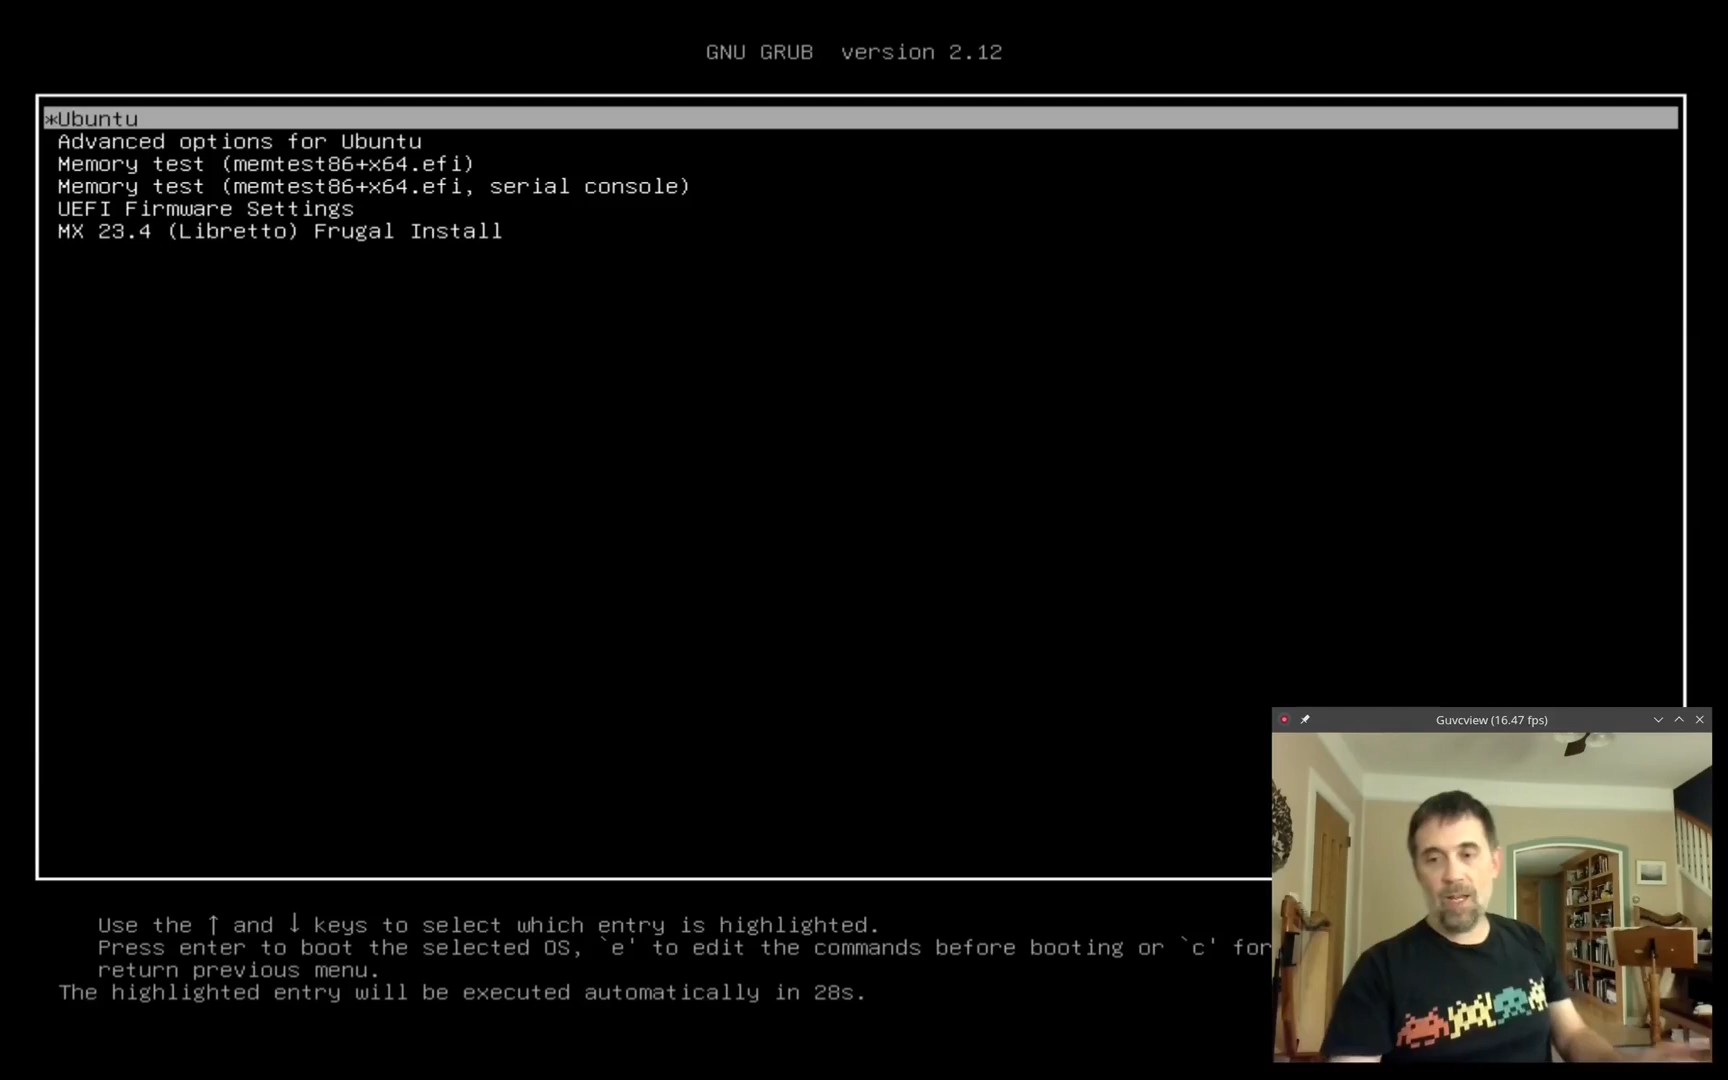 GNU GRUB  version 2.12
*Ubuntu
Advanced options for Ubuntu
Memory test (memtest86+x64.efi)
Memory test (memtest86+x64.efi, serial console)
UEFI Firmware Settings
MX 23.4 (Libretto) Frugal Install
Guvcview (16.47 fps)
Use the ↑ and ↓ keys to select which entry is highlighted.
Press enter to boot the selected OS, `e' to edit the commands before booting or `c' for
return previous menu.
The highlighted entry will be executed automatically in 28s.